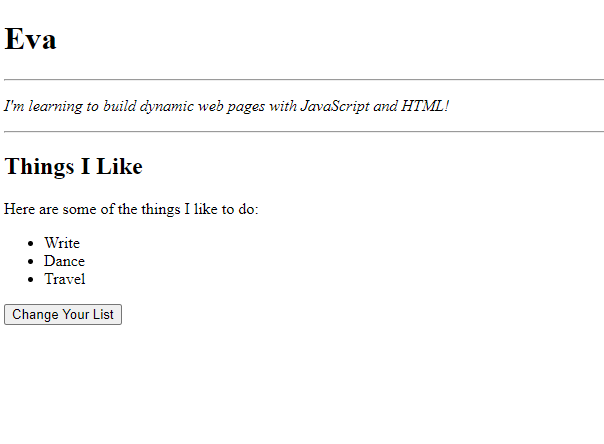 Eva
I'm learning to build dynamic web pages with JavaScript and HTML!
Things I Like
Here are some of the things I like to do:
• Write
• Dance
• Travel
Change Your List